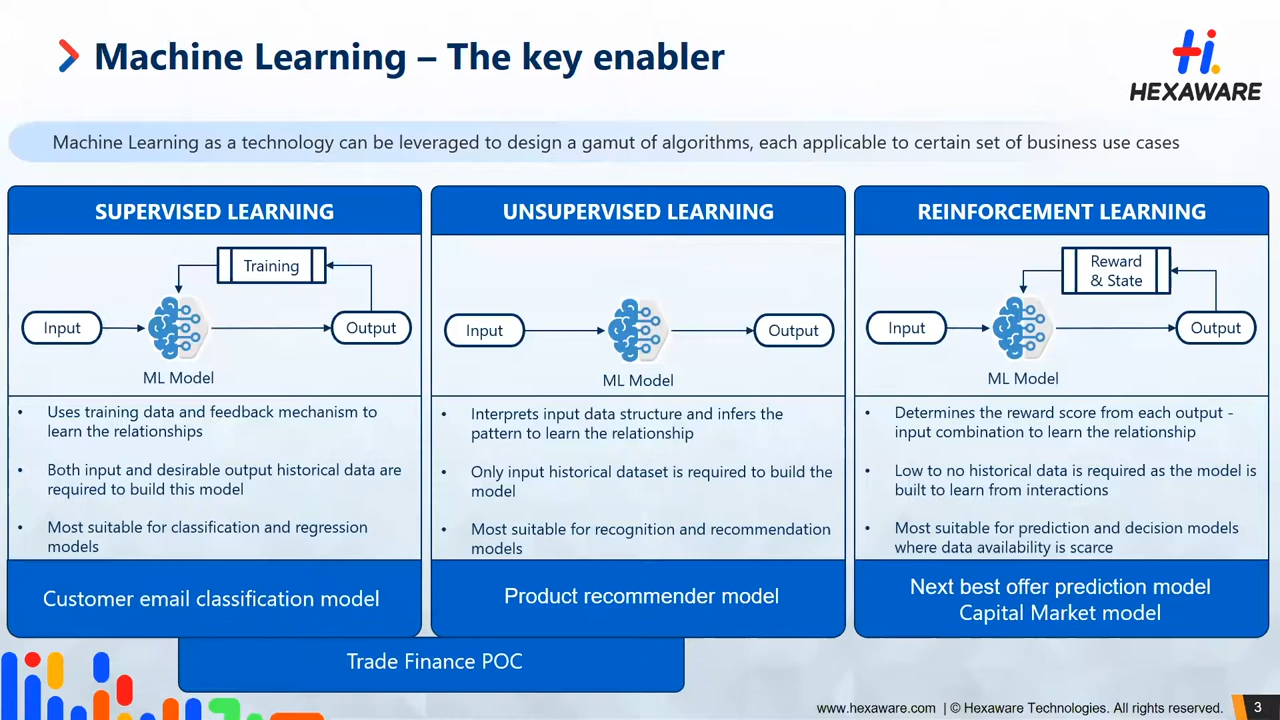 Machine Learning – The key enabler
HEXAWARE
Machine Learning as a technology can be leveraged to design a gamut of algorithms, each applicable to certain set of business use cases
SUPERVISED LEARNING
Training
Input
Output
ML Model
• Uses training data and feedback mechanism to
learn the relationships
• Both input and desirable output historical data are
required to build this model
• Most suitable for classification and regression
models
Customer email classification model
UNSUPERVISED LEARNING
Input
Output
ML Model
• Interprets input data structure and infers the
pattern to learn the relationship
• Only input historical dataset is required to build the
model
• Most suitable for recognition and recommendation
models
Product recommender model
REINFORCEMENT LEARNING
Reward
& State
Input
Output
ML Model
• Determines the reward score from each output -
input combination to learn the relationship
• Low to no historical data is required as the model is
built to learn from interactions
• Most suitable for prediction and decision models
where data availability is scarce
Next best offer prediction model
Capital Market model
Trade Finance POC
www.hexaware.com | © Hexaware Technologies. All rights reserved. 3